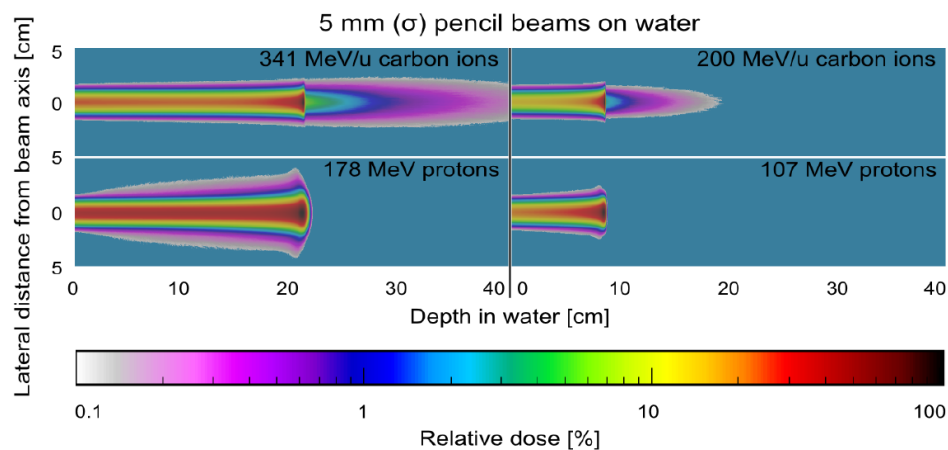 5 mm (σ) pencil beams on water
Lateral distance from beam axis [cm]
5
341 MeV/u carbon ions
200 MeV/u carbon ions
0
5
178 MeV protons
107 MeV protons
0
5
0 10 20 30 40 0 10 20 30 40
Depth in water [cm]
0.1 1 10 100
Relative dose [%]